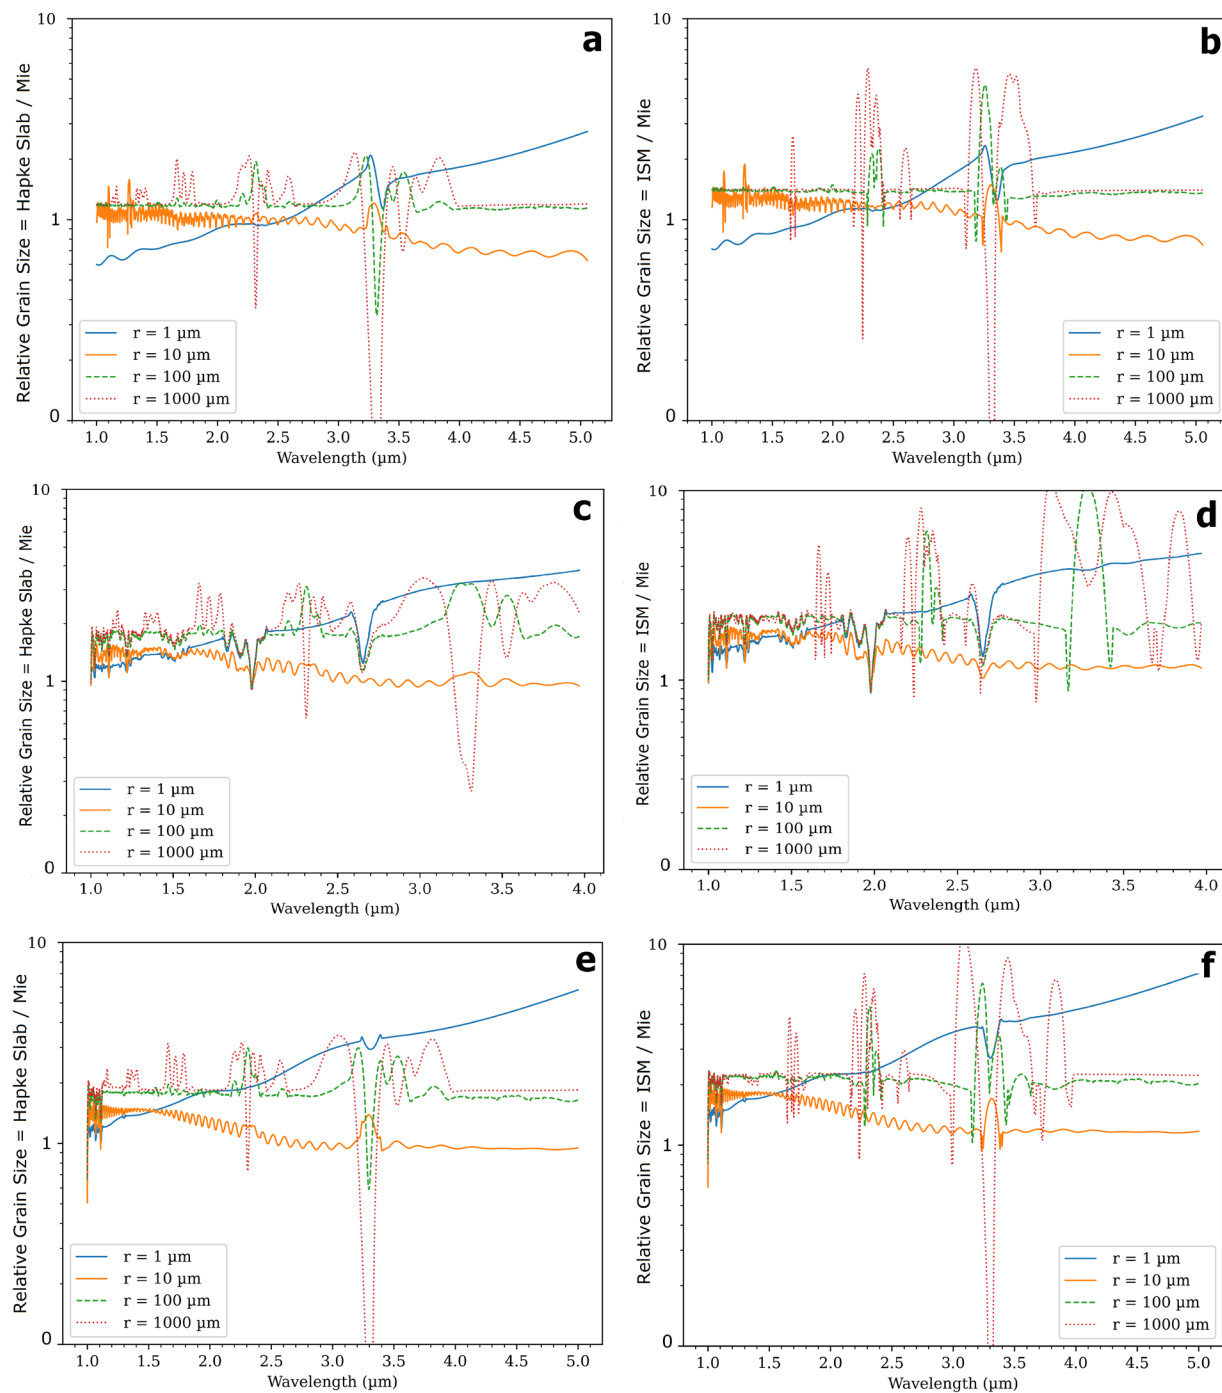 a
10
1
0
Relative Grain Size = Hapke Slab / Mie
r = 1 µm
r = 10 µm
r = 100 µm
r = 1000 µm
1.0 1.5 2.0 2.5 3.0 3.5 4.0 4.5 5.0
Wavelength (µm)
b
10
1
0
Relative Grain Size = ISM / Mie
r = 1 µm
r = 10 µm
r = 100 µm
r = 1000 µm
1.0 1.5 2.0 2.5 3.0 3.5 4.0 4.5 5.0
Wavelength (µm)
c
10
1
0
Relative Grain Size = Hapke Slab / Mie
r = 1 µm
r = 10 µm
r = 100 µm
r = 1000 µm
1.0 1.5 2.0 2.5 3.0 3.5 4.0
Wavelength (µm)
d
10
1
0
Relative Grain Size = ISM / Mie
r = 1 µm
r = 10 µm
r = 100 µm
r = 1000 µm
1.0 1.5 2.0 2.5 3.0 3.5 4.0
Wavelength (µm)
e
10
1
0
Relative Grain Size = Hapke Slab / Mie
r = 1 µm
r = 10 µm
r = 100 µm
r = 1000 µm
1.0 1.5 2.0 2.5 3.0 3.5 4.0 4.5 5.0
Wavelength (µm)
f
10
1
0
Relative Grain Size = ISM / Mie
r = 1 µm
r = 10 µm
r = 100 µm
r = 1000 µm
1.0 1.5 2.0 2.5 3.0 3.5 4.0 4.5 5.0
Wavelength (µm)